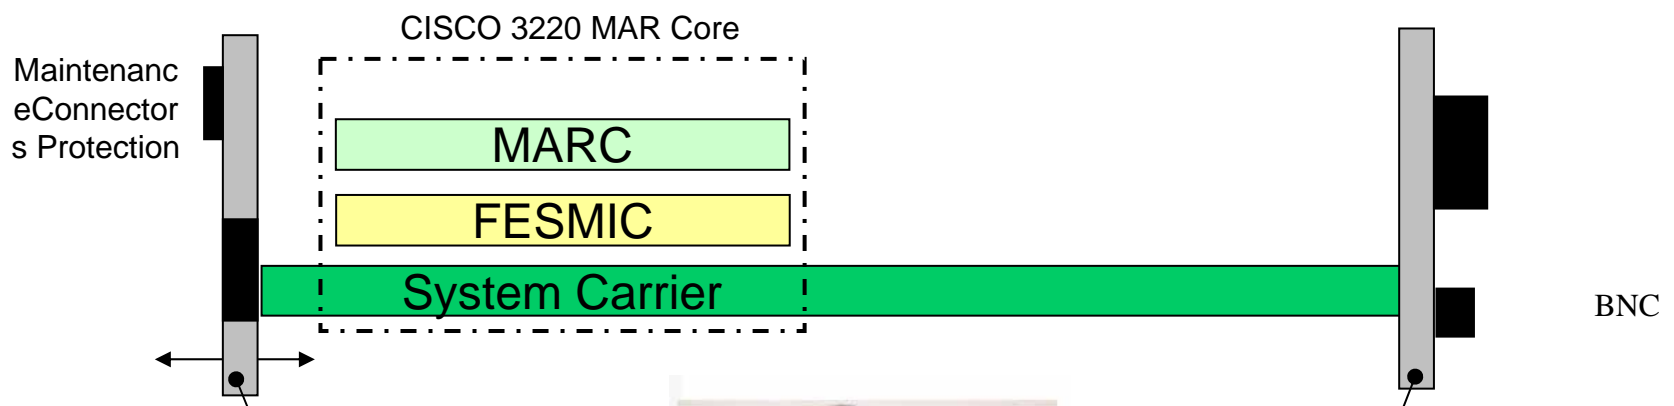 CISCO 3220 MAR Core
Maintenanc
eConnector
s Protection
MARC
FESMIC
System Carrier
BNC